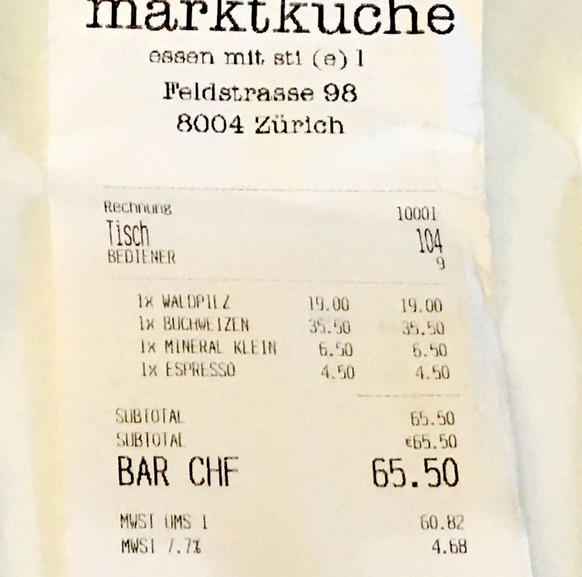 marktküche
essen mit sti (e) l
Feldstrasse 98
8004 Zürich
Rechnung 10001
Tisch 104
BEDIENER 9
1x WALDPILZ 19.00 19.00
1x BUCHWEIZEN 35.50 35.50
1x MINERAL KLEIN 6.50 6.50
1x ESPRESSO 4.50 4.50
SUBTOTAL 65.50
SUBTOTAL €65.50
BAR CHF 65.50
MWST UMS 1 60.82
MWST 7.7% 4.68